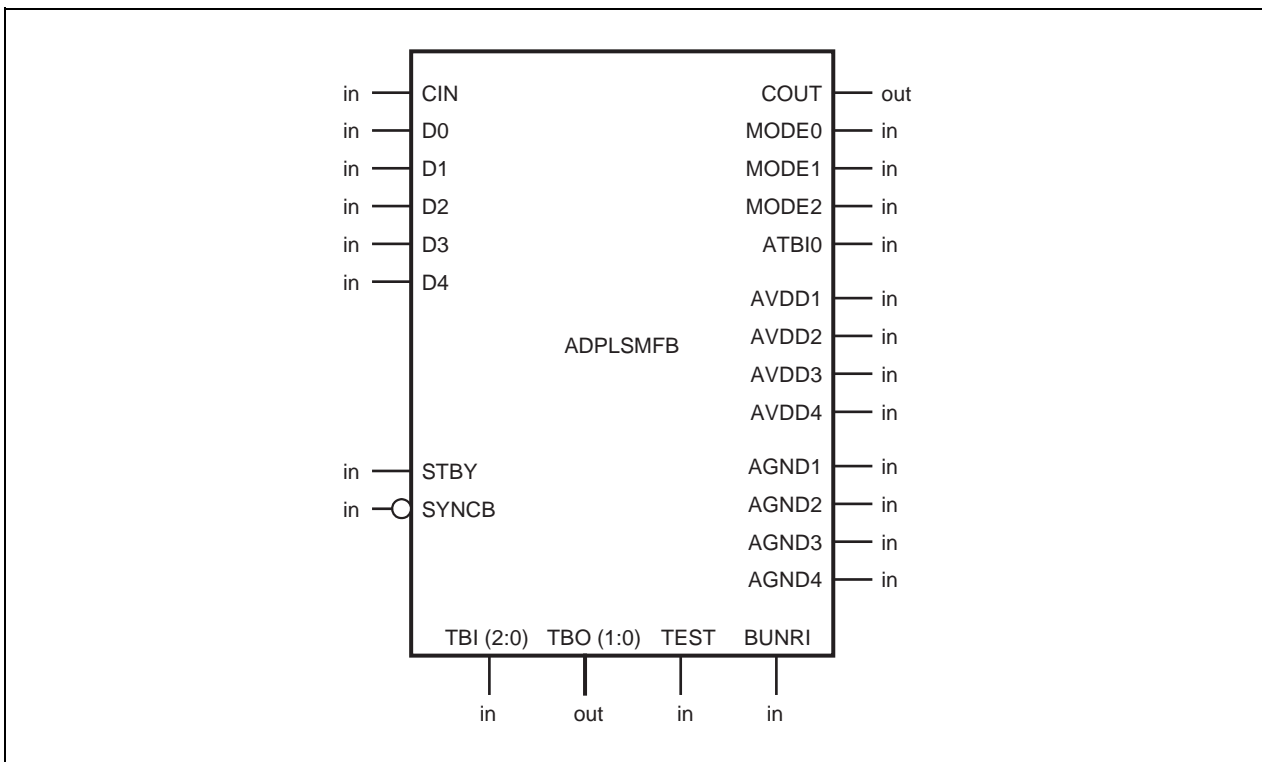 in CIN COUT out
in D0 MODE0 in
in D1 MODE1 in
in D2 MODE2 in
in D3 ATBI0 in
in D4
AVDD1 in
AVDD2 in
ADPLSMFB
AVDD3 in
AVDD4 in
in STBY AGND1 in
in SYNCB AGND2 in
AGND3 in
AGND4 in
TBI (2:0) TBO (1:0) TEST BUNRI
in out in in